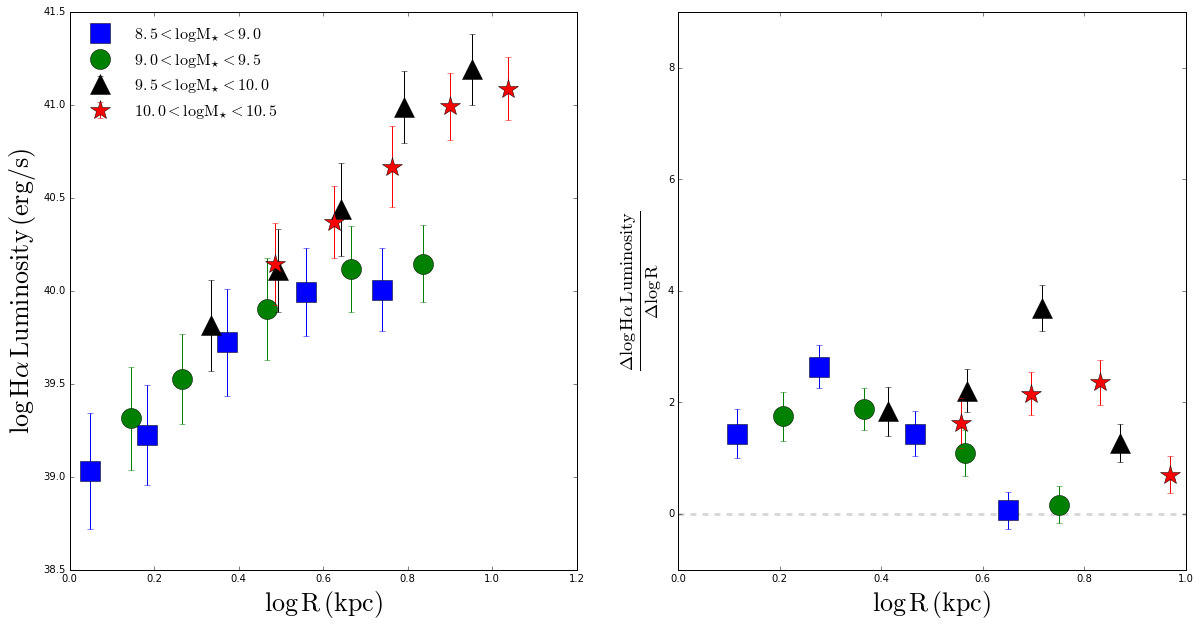 41.5
41.0
40.5
40.0
39.5
39.0
38.5
0.0 0.2 0.4 0.6 0.8 1.0 1.2
log Hα Luminosity (erg/s)
log R (kpc)
8.5 < logM⋆ < 9.0
9.0 < logM⋆ < 9.5
9.5 < logM⋆ < 10.0
10.0 < logM⋆ < 10.5
8
6
4
2
0
0.0 0.2 0.4 0.6 0.8 1.0
Δlog Hα Luminosity
Δlog R
log R (kpc)